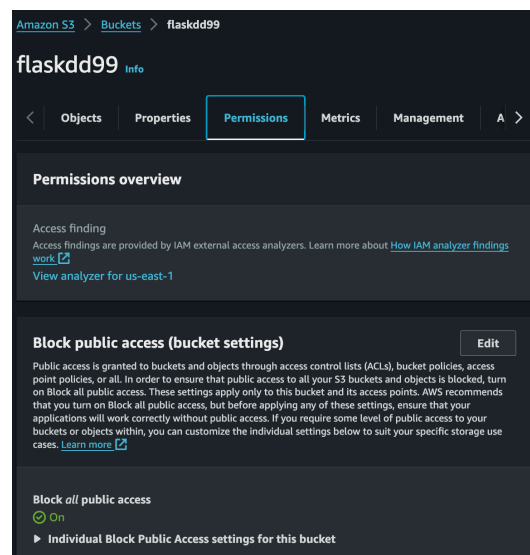 Amazon S3 > Buckets > flaskdd99
flaskdd99 Info
Objects Properties Permissions Metrics Management A
Permissions overview
Access finding
Access findings are provided by IAM external access analyzers. Learn more about How IAM analyzer findings
work
View analyzer for us-east-1
Block public access (bucket settings)
Edit
Public access is granted to buckets and objects through access control lists (ACLs), bucket policies, access
point policies, or all. In order to ensure that public access to all your S3 buckets and objects is blocked, turn
on Block all public access. These settings apply only to this bucket and its access points. AWS recommends
that you turn on Block all public access, but before applying any of these settings, ensure that your
applications will work correctly without public access. If you require some level of public access to your
buckets or objects within, you can customize the individual settings below to suit your specific storage use
cases. Learn more
Block all public access
On
Individual Block Public Access settings for this bucket